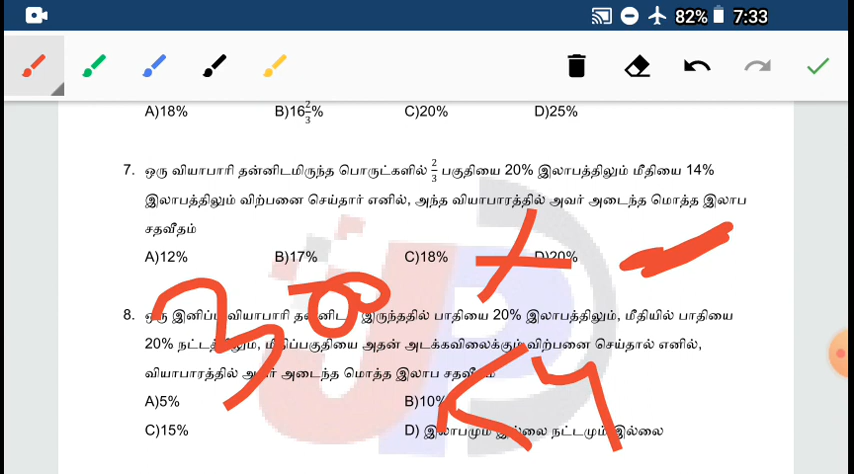 82% 7:33
A)18% B)16 2/3% C)20% D)25%
7. ஒரு வியாபாரி தன்னிடமிருந்த பொருட்களில் 2/3 பகுதியை 20% இலாபத்திலும் மீதியை 14%
இலாபத்திலும் விற்பனை செய்தார் எனில், அந்த வியாபாரத்தில் அவர் அடைந்த மொத்த இலாப
சதவீதம்
A)12% B)17% C)18% D)20%
8. ஒரு இனிப்பு வியாபாரி இருந்ததில் பாதியை 20% இலாபத்திலும், மீதியில் பாதியை
20% நட்டத்திலும், மீதிப்பகுதியை அதன் அடக்கவிலைக்கும் விற்பனை செய்தால் எனில்,
வியாபாரத்தில் அவர் அடைந்த மொத்த இலாப சதவீதம்
A)5% B)10%
C)15% D) இலாபமும் இல்லை நட்டமும் இல்லை